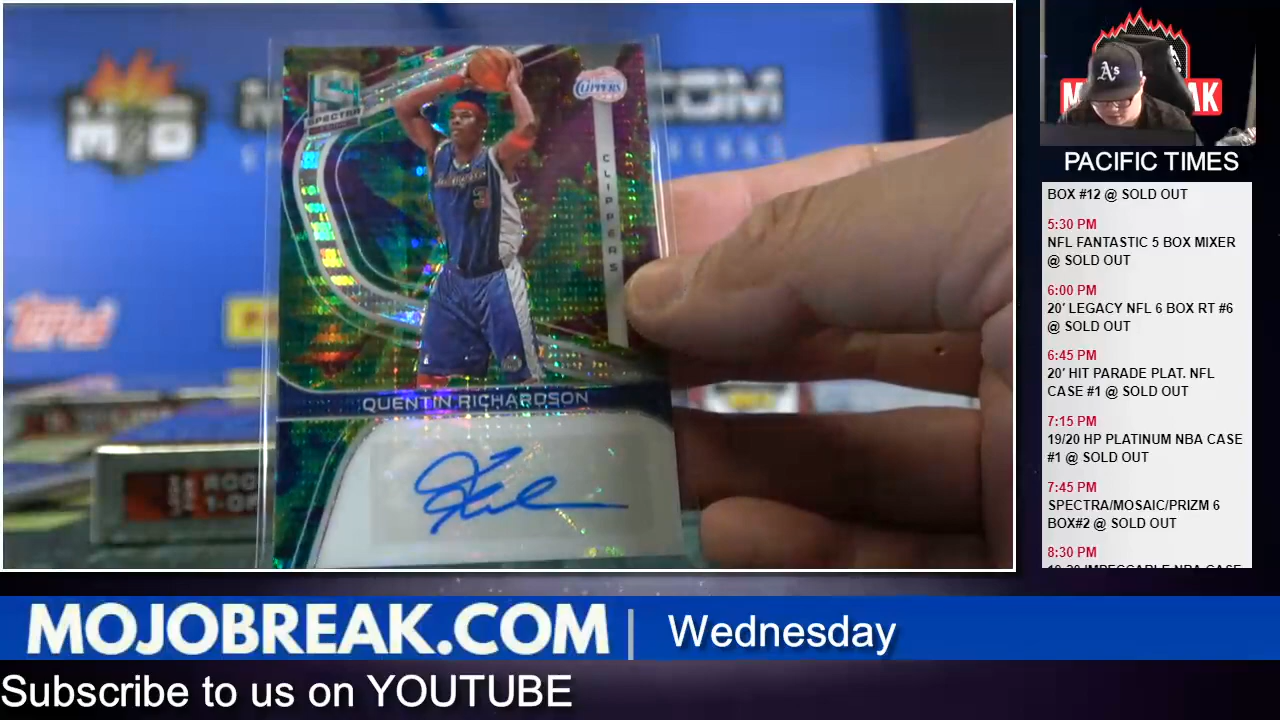 SPECTRA
CLIPPERS
CLIPPERS
3
QUENTIN RICHARDSON
Topps
A's
PACIFIC TIMES
BOX #12 @ SOLD OUT
5:30 PM
NFL FANTASTIC 5 BOX MIXER
@ SOLD OUT
6:00 PM
20' LEGACY NFL 6 BOX RT #6
@ SOLD OUT
6:45 PM
20' HIT PARADE PLAT. NFL
CASE #1 @ SOLD OUT
7:15 PM
19/20 HP PLATINUM NBA CASE
#1 @ SOLD OUT
7:45 PM
SPECTRA/MOSAIC/PRIZM 6
BOX#2 @ SOLD OUT
8:30 PM
MOJOBREAK.COM
Wednesday
Subscribe to us on YOUTUBE